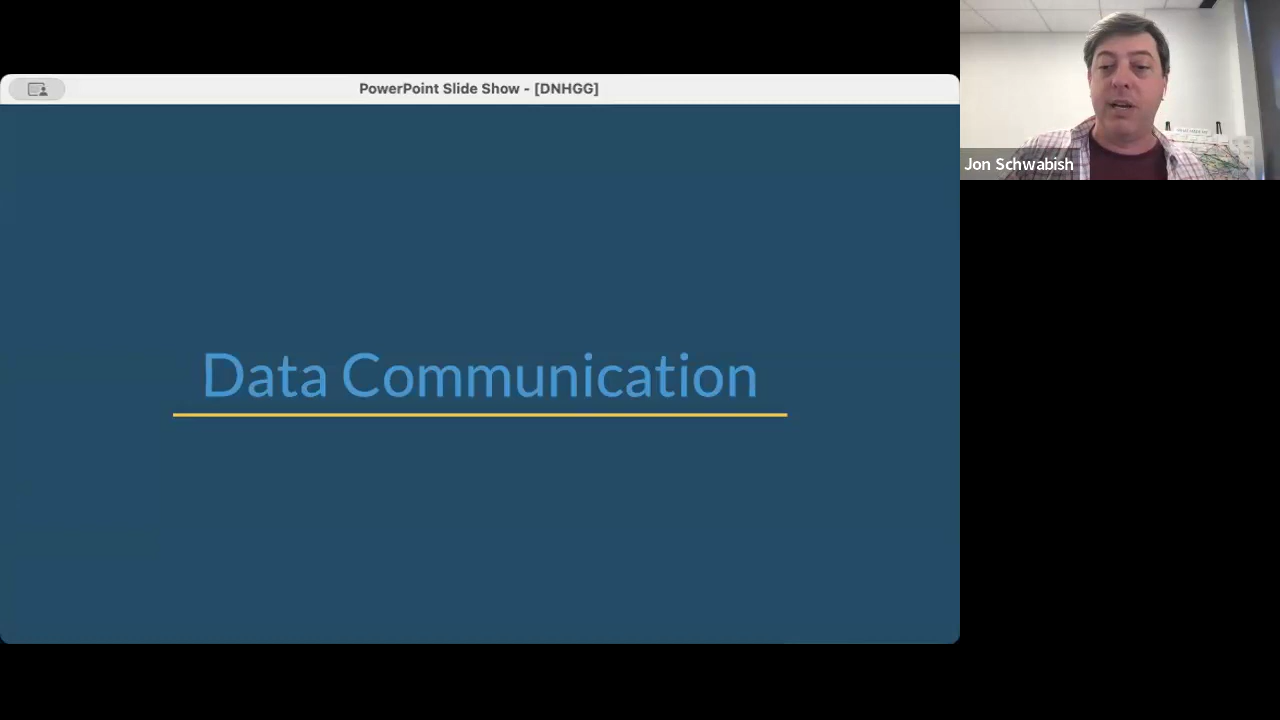 PowerPoint Slide Show - [DNHGG]
Jon Schwabish
Data Communication